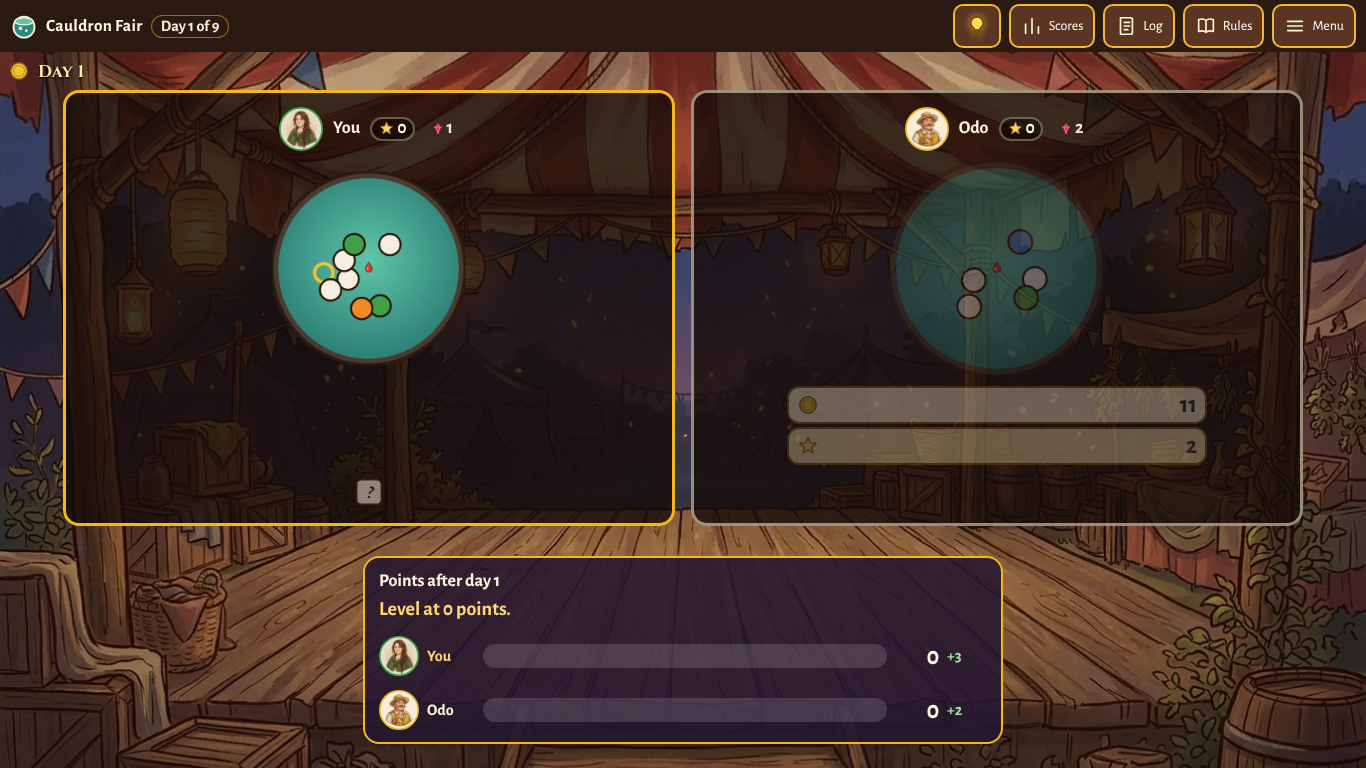 Cauldron Fair Day 1 of 9
Scores
Log
Rules
Menu
DAY 1
You 0 1
Odo 0 2
11
2
?
Points after day 1
Level at 0 points.
You 0 +3
Odo 0 +2